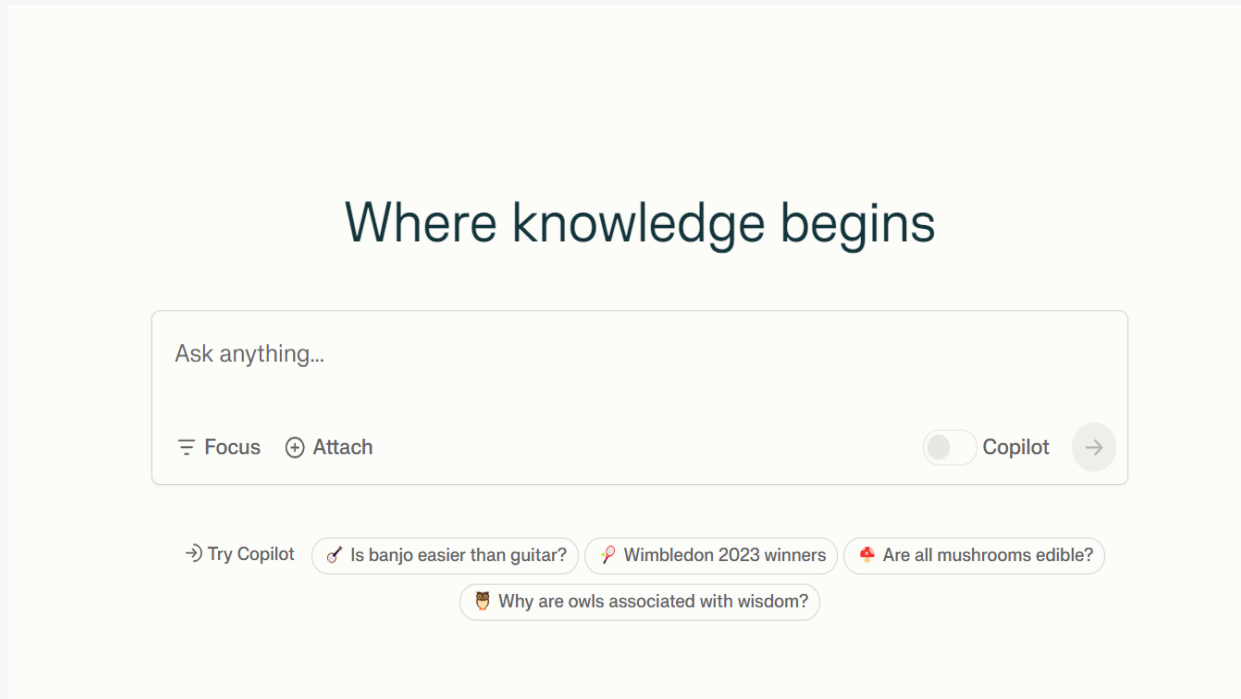 Where knowledge begins
Ask anything...
Focus Attach Copilot
Try Copilot Is banjo easier than guitar? Wimbledon 2023 winners Are all mushrooms edible?
Why are owls associated with wisdom?